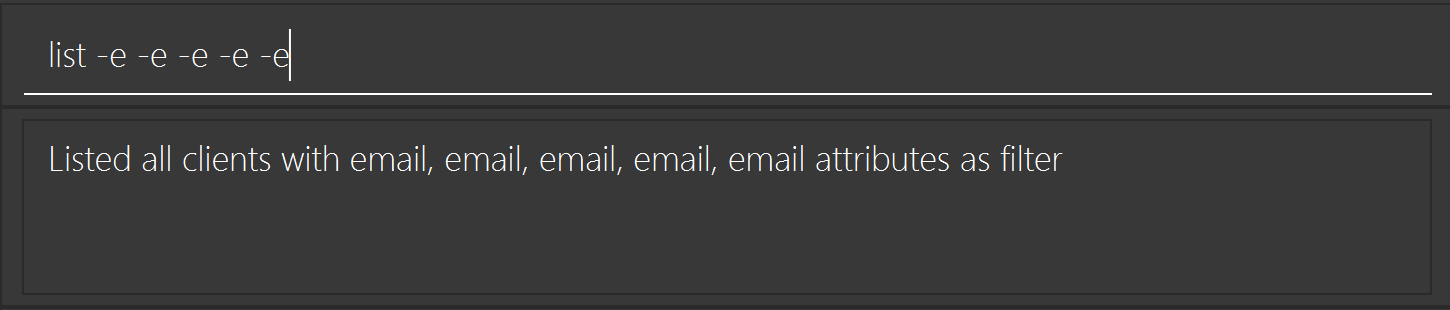 list -e -e -e -e -e
Listed all clients with email, email, email, email, email attributes as filter